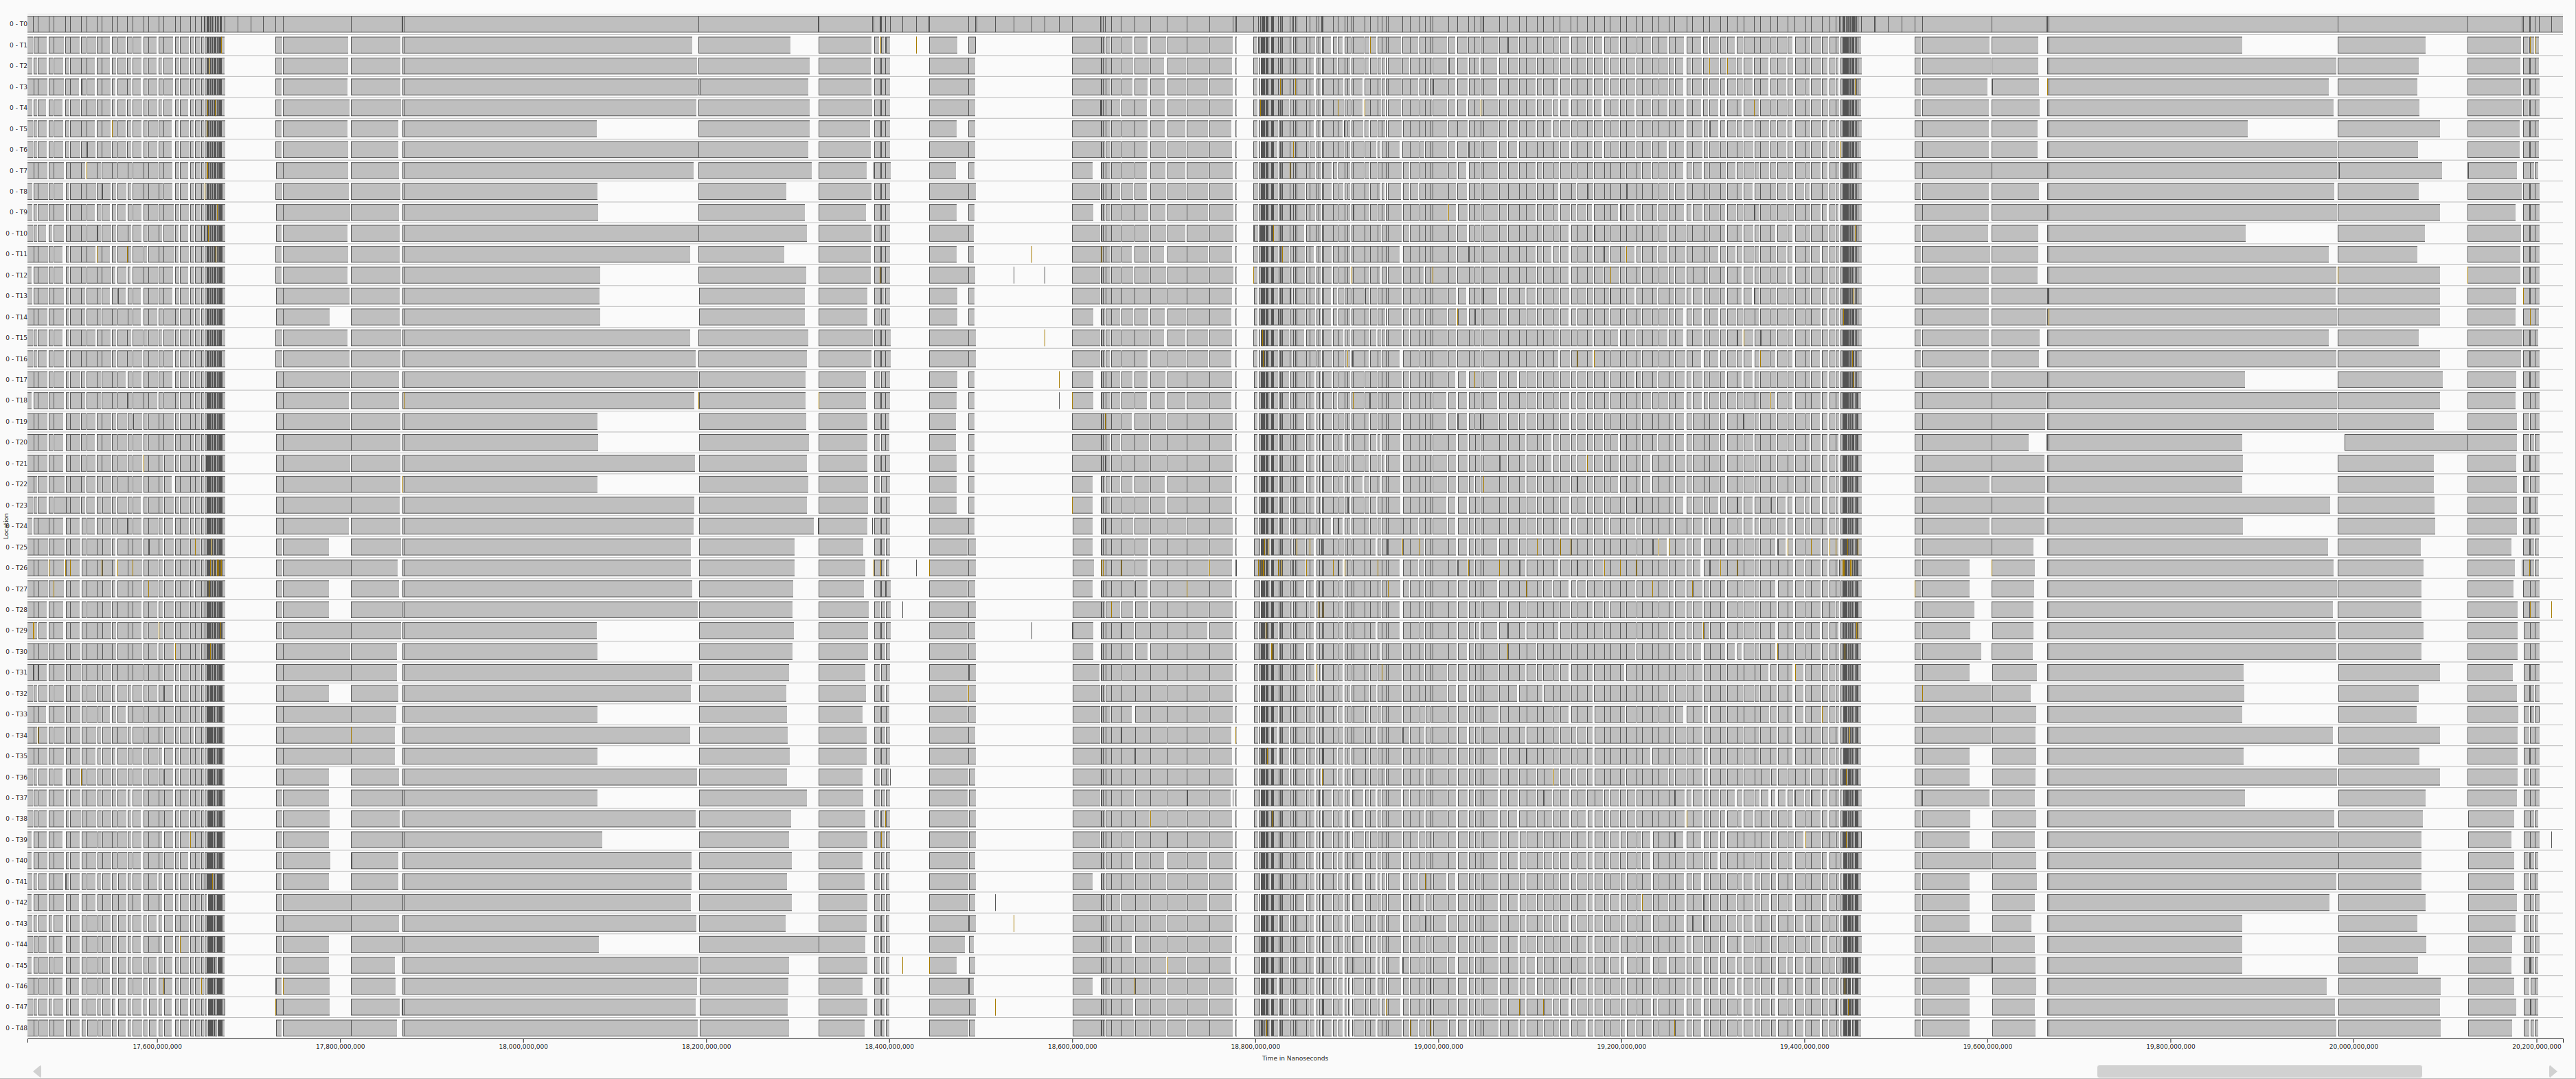 0 - T0
0 - T1
0 - T2
0 - T3
0 - T4
0 - T5
0 - T6
0 - T7
0 - T8
0 - T9
0 - T10
0 - T11
0 - T12
0 - T13
0 - T14
0 - T15
0 - T16
0 - T17
0 - T18
0 - T19
0 - T20
0 - T21
0 - T22
0 - T23
0 - T24
Location
0 - T25
0 - T26
0 - T27
0 - T28
0 - T29
0 - T30
0 - T31
0 - T32
0 - T33
0 - T34
0 - T35
0 - T36
0 - T37
0 - T38
0 - T39
0 - T40
0 - T41
0 - T42
0 - T43
0 - T44
0 - T45
0 - T46
0 - T47
0 - T48
17,600,000,000 17,800,000,000 18,000,000,000 18,200,000,000 18,400,000,000 18,600,000,000 18,800,000,000 19,000,000,000 19,200,000,000 19,400,000,000 19,600,000,000 19,800,000,000 20,000,000,000 20,200,000,000
Time in Nanoseconds